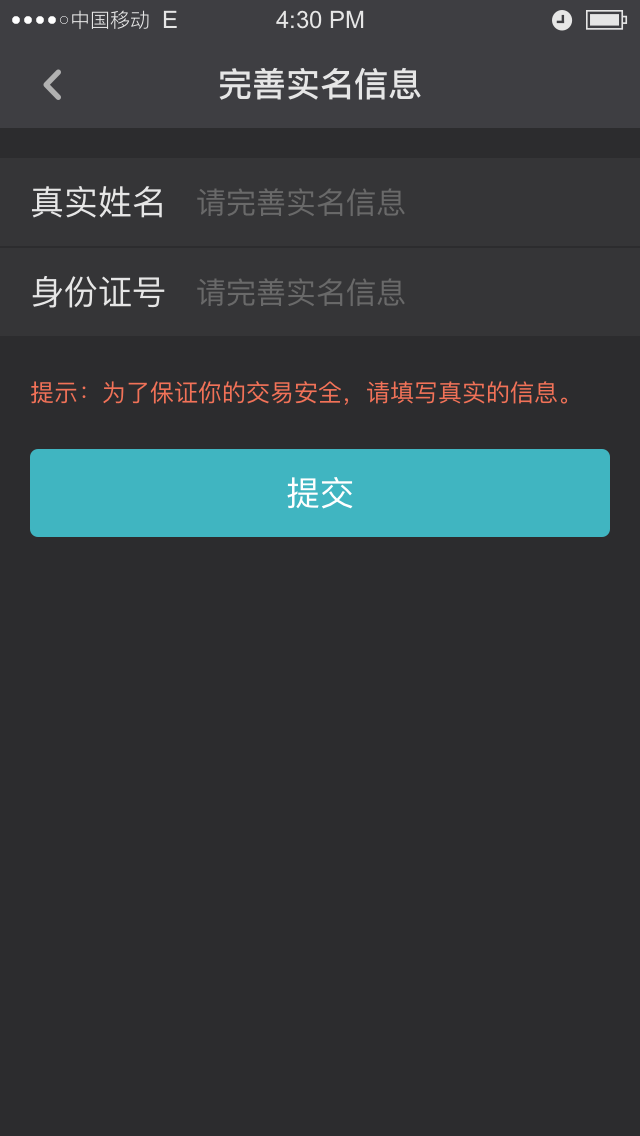 中国移动 E 4:30 PM
完善实名信息
真实姓名 请完善实名信息
身份证号 请完善实名信息
提示：为了保证你的交易安全，请填写真实的信息。
提交